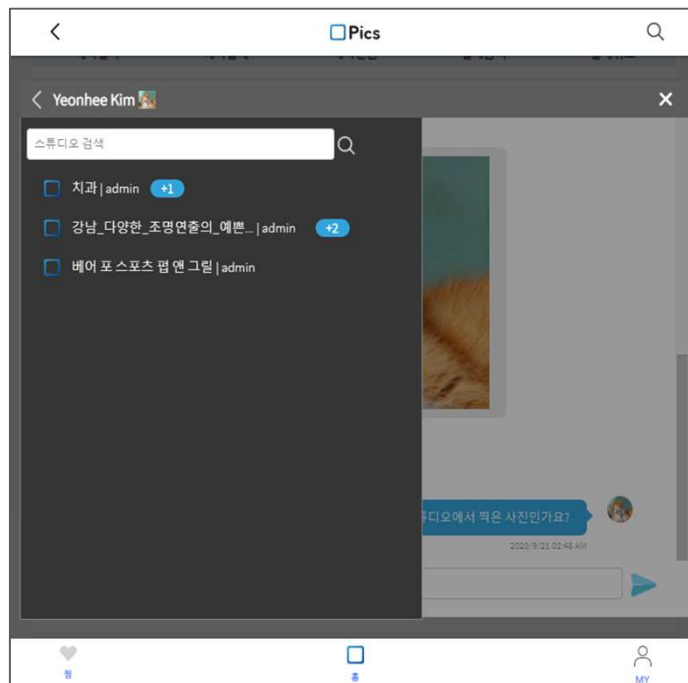 Pics
Yeonhee Kim
스튜디오 검색
치과 | admin +1
강남_다양한_조명연출의_예쁜... | admin +2
베어 포 스포츠 펍 앤 그릴 | admin
튜디오에서 찍은 사진인가요?
2020/9/21 02:48 AM
찜
홈
MY